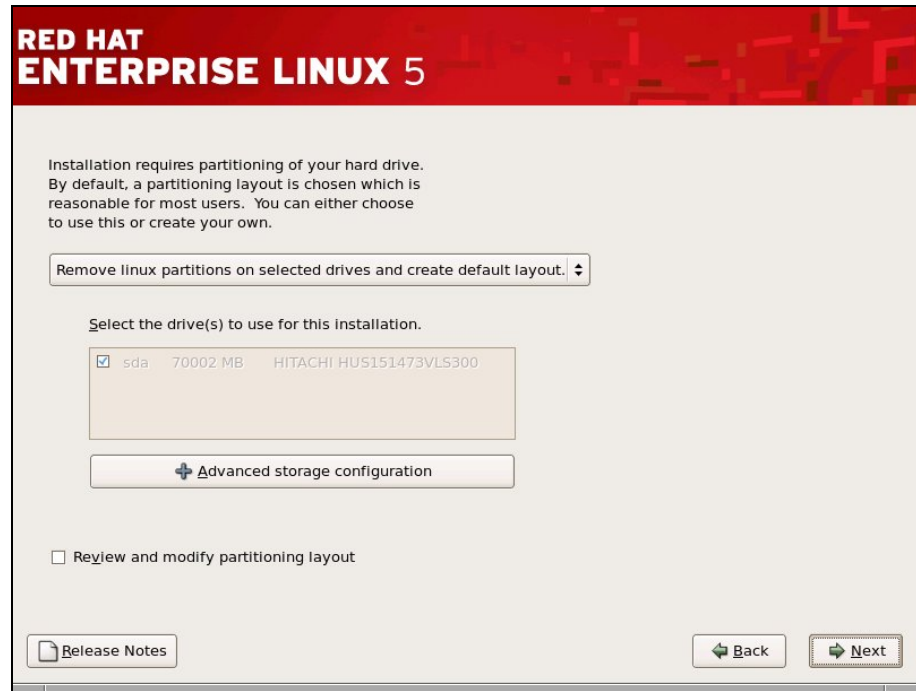 RED HAT
ENTERPRISE LINUX 5
Installation requires partitioning of your hard drive.
By default, a partitioning layout is chosen which is
reasonable for most users. You can either choose
to use this or create your own.
Remove linux partitions on selected drives and create default layout.
Select the drive(s) to use for this installation.
sda 70002 MB HITACHI HUS151473VLS300
Advanced storage configuration
Review and modify partitioning layout
Release Notes
Back
Next